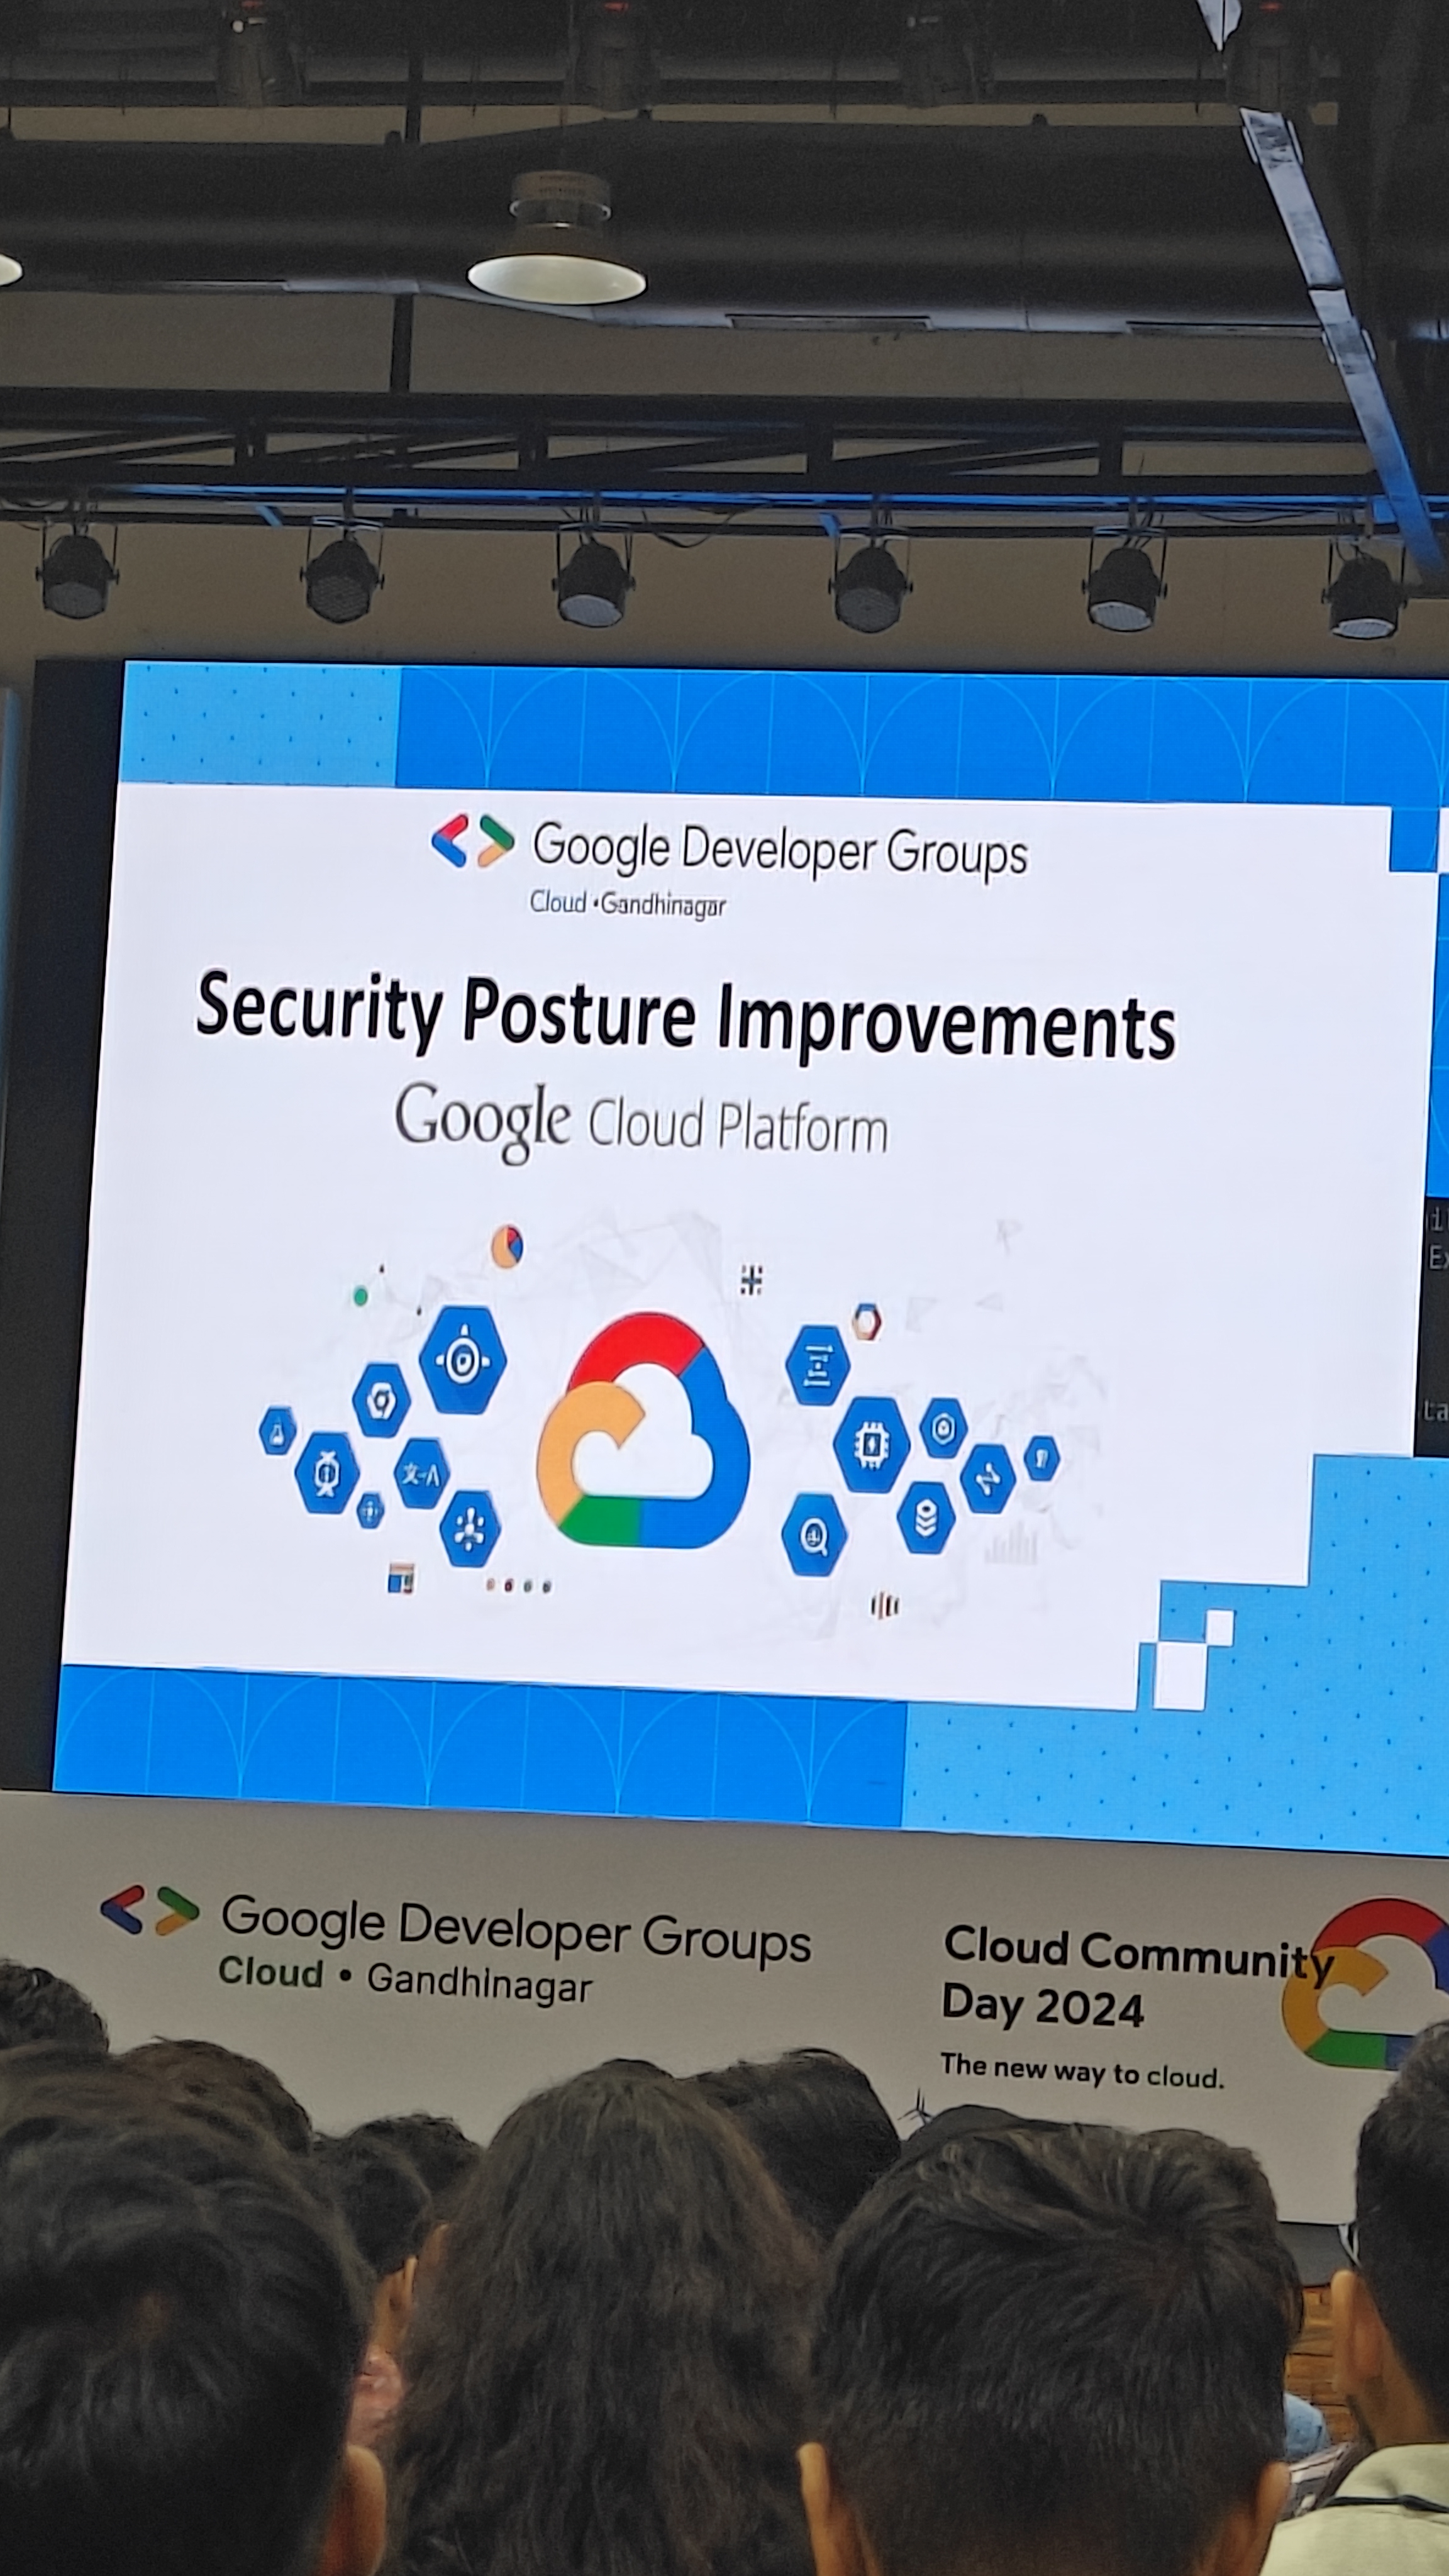 Google Developer Groups
Cloud • Gandhinagar
Security Posture Improvements
Google Cloud Platform
Google Developer Groups
Cloud • Gandhinagar
Cloud Community
Day 2024
The new way to cloud.